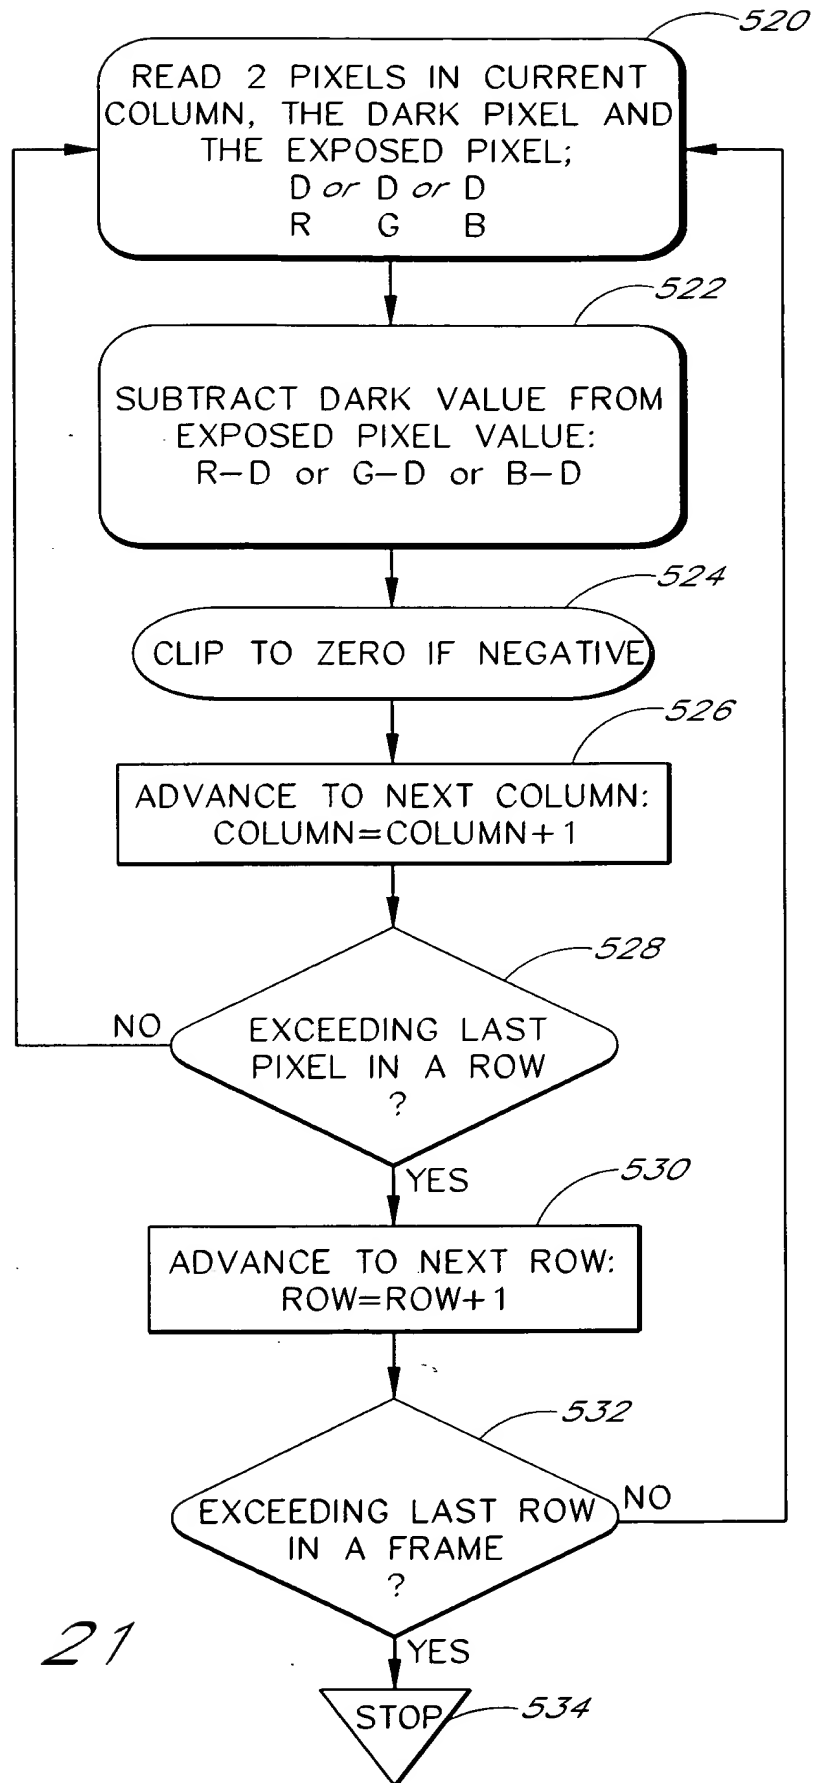 520
READ 2 PIXELS IN CURRENT
COLUMN, THE DARK PIXEL AND
THE EXPOSED PIXEL;
D or D or D
R G B
522
SUBTRACT DARK VALUE FROM
EXPOSED PIXEL VALUE:
R-D or G-D or B-D
524
CLIP TO ZERO IF NEGATIVE
526
ADVANCE TO NEXT COLUMN:
COLUMN=COLUMN+1
528
NO
EXCEEDING LAST
PIXEL IN A ROW
?
YES
530
ADVANCE TO NEXT ROW:
ROW=ROW+1
532
EXCEEDING LAST ROW
IN A FRAME
?
NO
21
YES
STOP
534